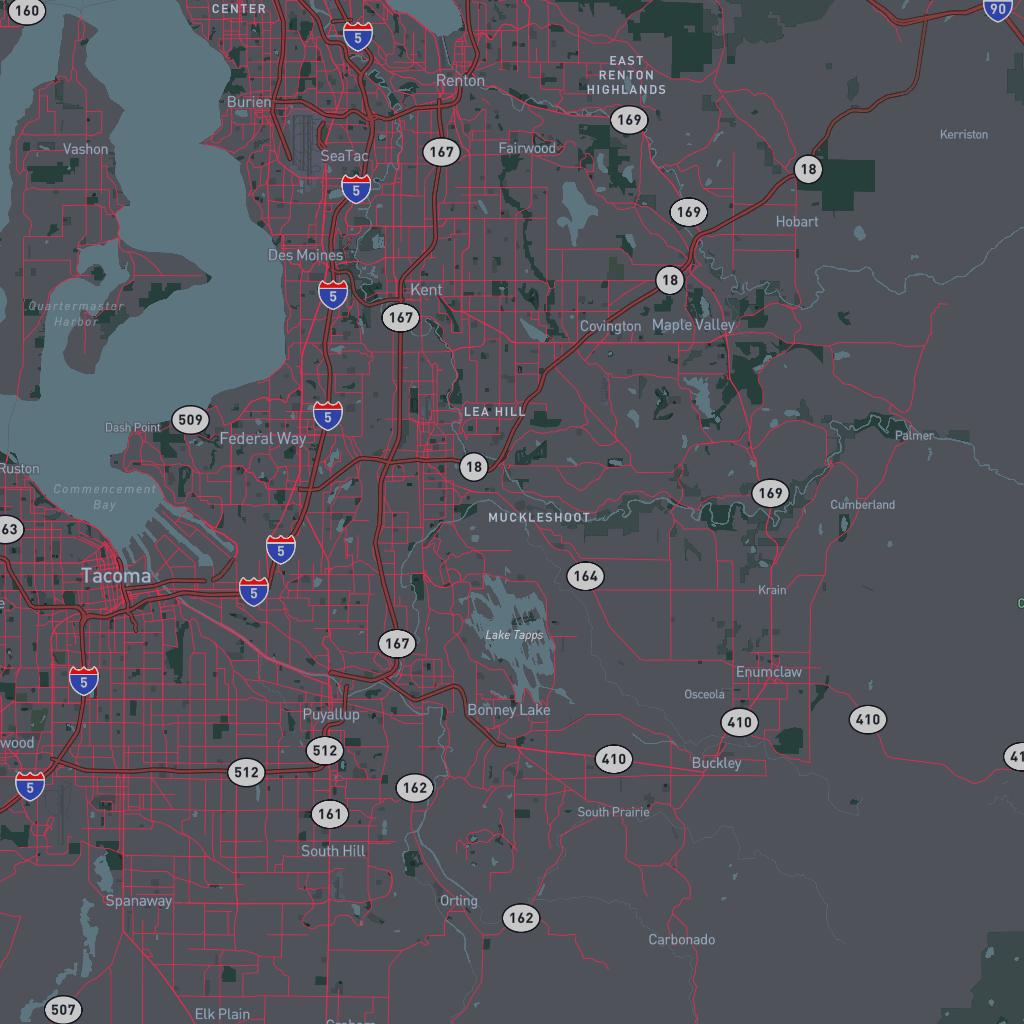 160
CENTER
5
90
EAST
RENTON
HIGHLANDS
Renton
Burien
169
Kerriston
Vashon
SeaTac
167
Fairwood
18
5
169
Hobart
Des Moines
18
Kent
5
Quartermaster
Harbor
167
Covington
Maple Valley
509
5
LEA HILL
Dash Point
Federal Way
Palmer
Ruston
18
Commencement
Bay
169
Cumberland
63
MUCKLESHOOT
5
Tacoma
164
5
Krain
e
C
Lake Tapps
167
5
Enumclaw
Osceola
Puyallup
Bonney Lake
410
410
wood
512
410
Buckley
41
512
5
162
161
South Prairie
South Hill
Spanaway
Orting
162
Carbonado
507
Elk Plain
Graham